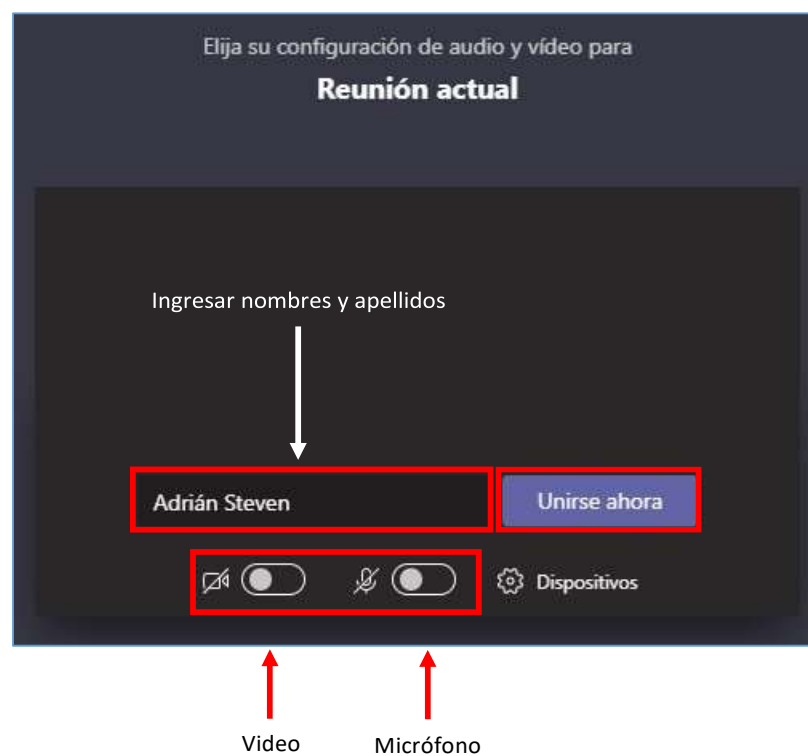 Elija su configuración de audio y vídeo para
Reunión actual
Ingresar nombres y apellidos
Adrián Steven
Unirse ahora
Dispositivos
Video
Micrófono